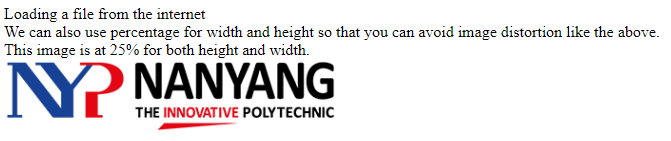 Loading a file from the internet
We can also use percentage for width and height so that you can avoid image distortion like the above.
This image is at 25% for both height and width.
NYP NANYANG
THE INNOVATIVE POLYTECHNIC